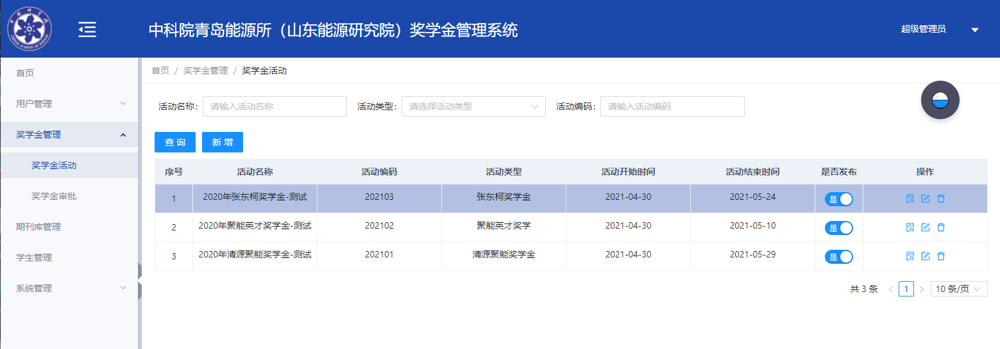 中科院青岛能源所（山东能源研究院）奖学金管理系统
超级管理员
首页
用户管理
奖学金管理
奖学金活动
奖学金审批
期刊库管理
学生管理
系统管理
首页 / 奖学金管理 / 奖学金活动
活动名称: 请输入活动名称 活动类型: 请选择活动类型 活动编码: 请输入活动编码
查 询 新 增
序号 活动名称 活动编码 活动类型 活动开始时间 活动结束时间 是否发布 操作
1 2020年张东柯奖学金-测试 202103 张东柯奖学金 2021-04-30 2021-05-24 是
2 2020年聚能英才奖学金-测试 202102 聚能英才奖学 2021-04-30 2021-05-10 是
3 2020年清源聚能奖学金-测试 202101 清源聚能奖学金 2021-04-30 2021-05-29 是
共 3 条 < 1 > 10 条/页